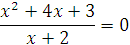 x² + 4x + 3
x + 2
= 0